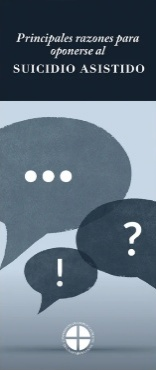 Principales razones para
oponerse al
SUICIDIO ASISTIDO
...
?
!